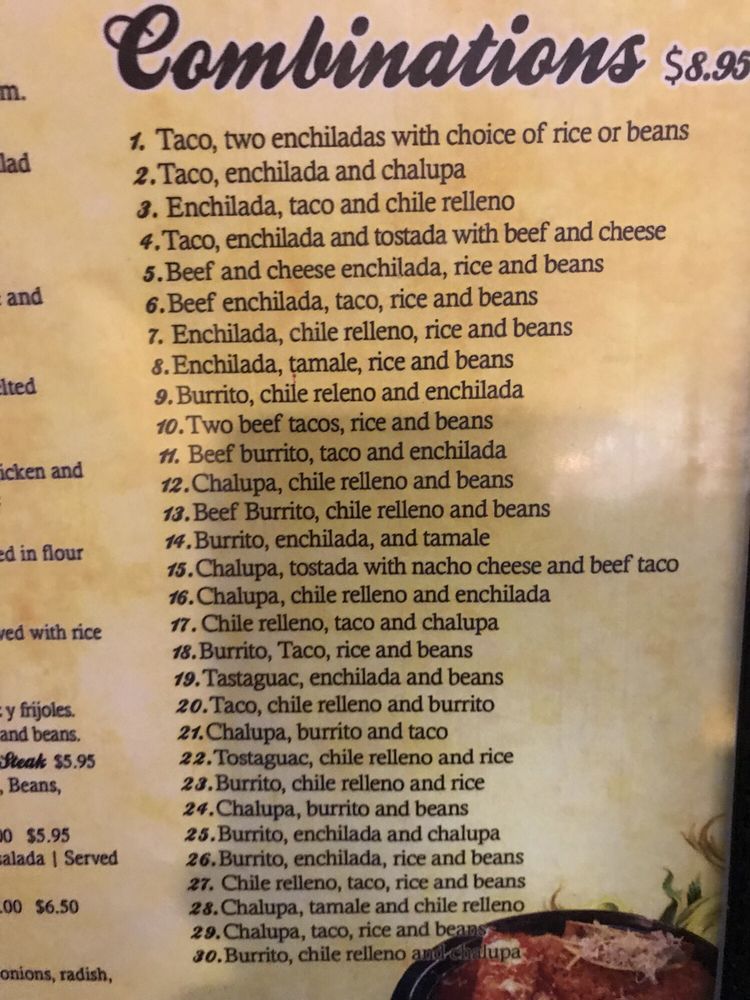 Combinations $8.95
1. Taco, two enchiladas with choice of rice or beans
2. Taco, enchilada and chalupa
3. Enchilada, taco and chile relleno
4. Taco, enchilada and tostada with beef and cheese
5. Beef and cheese enchilada, rice and beans
6. Beef enchilada, taco, rice and beans
7. Enchilada, chile relleno, rice and beans
8. Enchilada, tamale, rice and beans
9. Burrito, chile releno and enchilada
10. Two beef tacos, rice and beans
11. Beef burrito, taco and enchilada
12. Chalupa, chile relleno and beans
13. Beef Burrito, chile relleno and beans
14. Burrito, enchilada, and tamale
15. Chalupa, tostada with nacho cheese and beef taco
16. Chalupa, chile relleno and enchilada
17. Chile relleno, taco and chalupa
18. Burrito, Taco, rice and beans
19. Tastaguac, enchilada and beans
20. Taco, chile relleno and burrito
21. Chalupa, burrito and taco
22. Tostaguac, chile relleno and rice
23. Burrito, chile relleno and rice
24. Chalupa, burrito and beans
25. Burrito, enchilada and chalupa
26. Burrito, enchilada, rice and beans
27. Chile relleno, taco, rice and beans
28. Chalupa, tamale and chile relleno
29. Chalupa, taco, rice and beans
30. Burrito, chile relleno and chalupa
m.
and
and
ed in flour
with rice
y frijoles.
and beans.
Steak $5.95
, Beans,
$5.95
| Served
.00 $6.50
onions, radish,